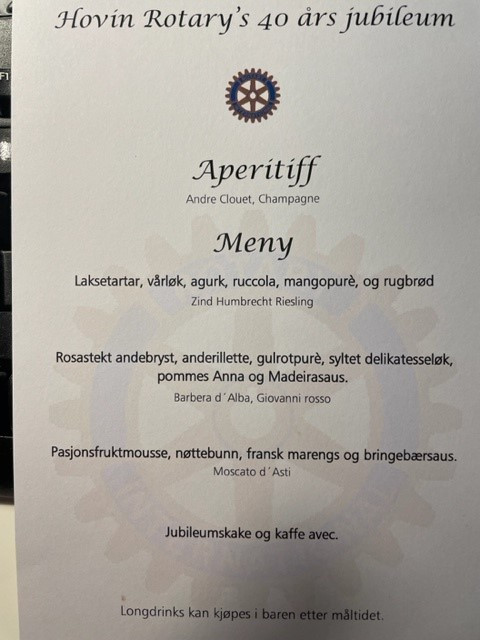 Hovin Rotary's 40 års jubileum
Aperitiff
Andre Clouet, Champagne
Meny
Laksetartar, vårløk, agurk, ruccola, mangopurè, og rugbrød
Zind Humbrecht Riesling
Rosastekt andebryst, anderillette, gulrotpurè, syltet delikatesseløk,
pommes Anna og Madeirasaus.
Barbera d´Alba, Giovanni rosso
Pasjonsfruktmousse, nøttebunn, fransk marengs og bringebærsaus.
Moscato d´Asti
Jubileumskake og kaffe avec.
Longdrinks kan kjøpes i baren etter måltidet.
F1